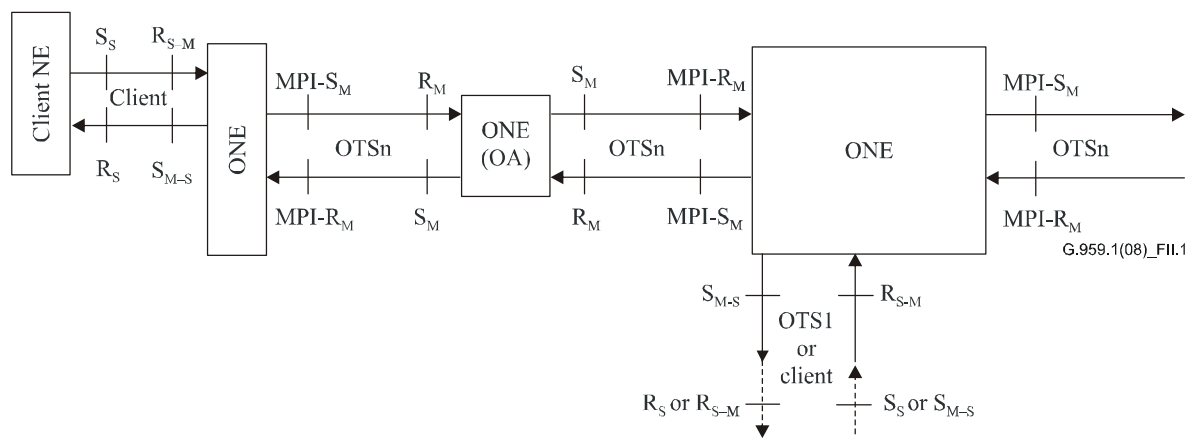 Client NE
S_S
R_S–M
Client
R_S
S_M–S
ONE
MPI-S_M
R_M
OTSn
MPI-R_M
S_M
ONE
(OA)
S_M
MPI-R_M
OTSn
R_M
MPI-S_M
ONE
MPI-S_M
OTSn
MPI-R_M
G.959.1(08)_FII.1
S_M-S
R_S-M
OTS1
or
client
R_S or R_S–M
S_S or S_M–S